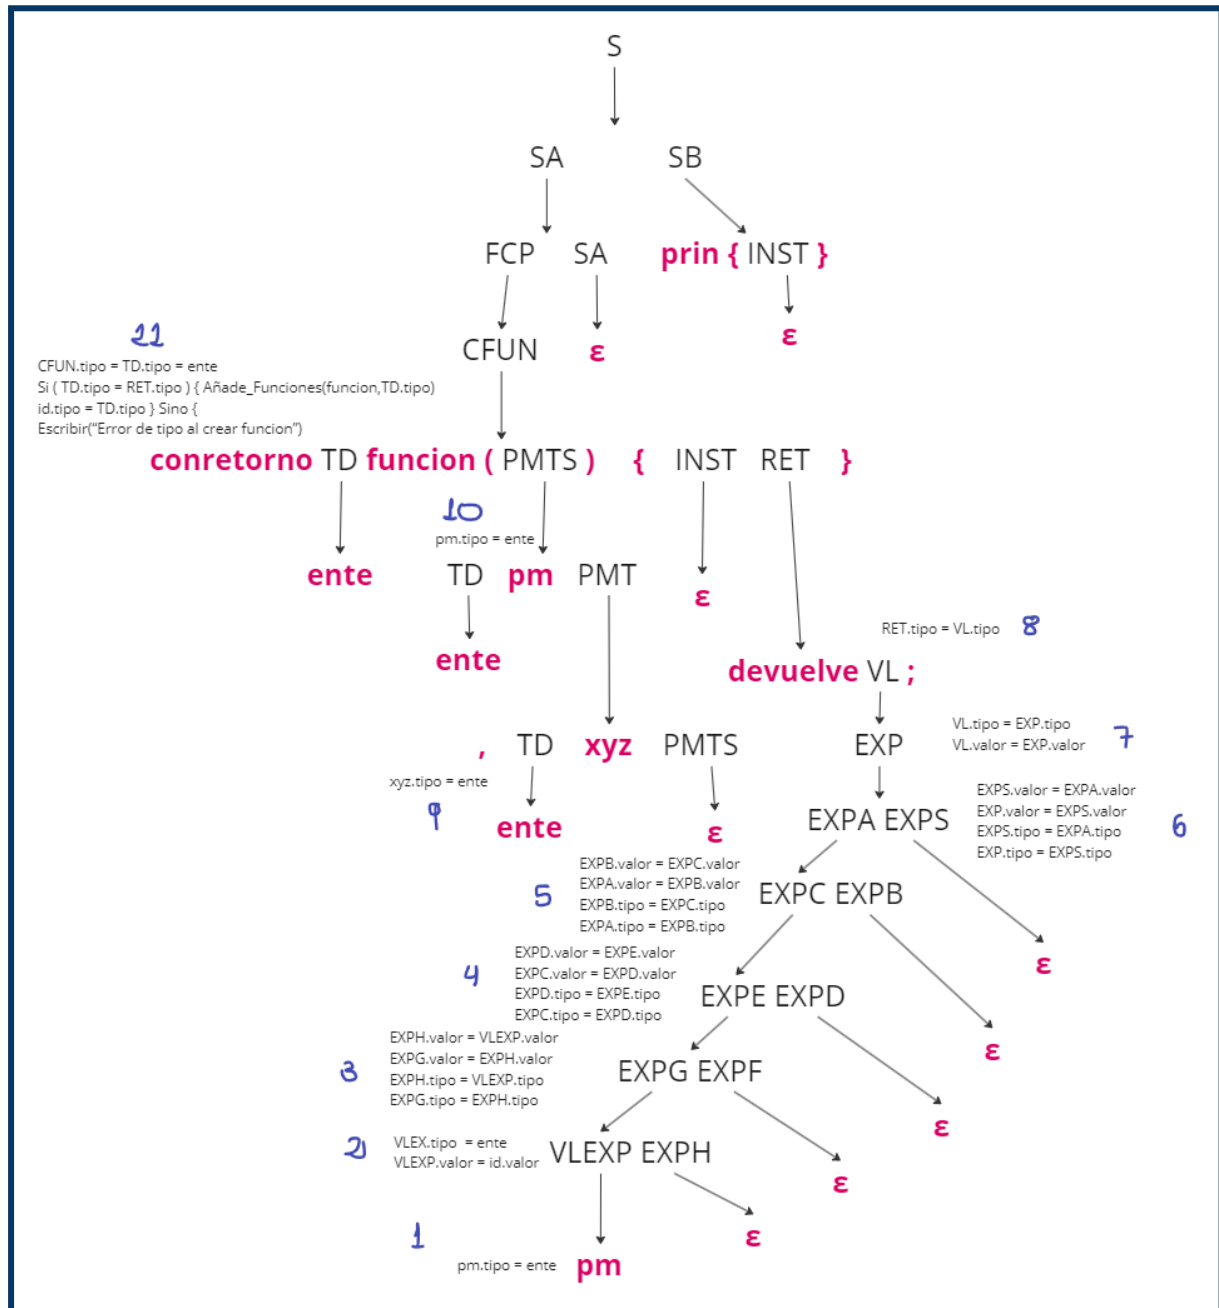 S
SA SB
FCP SA prin { INST }
22
CFUN ε ε
CFUN.tipo = TD.tipo = ente
Si ( TD.tipo = RET.tipo ) { Añade_Funciones(funcion,TD.tipo)
id.tipo = TD.tipo } Sino {
Escribir("Error de tipo al crear funcion")
conretorno TD funcion ( PMTS ) { INST RET }
10
pm.tipo = ente
ente TD pm PMT ε
RET.tipo = VL.tipo 8
ente devuelve VL ;
VL.tipo = EXP.tipo
VL.valor = EXP.valor 7
, TD xyz PMTS EXP
xyz.tipo = ente
9
ente ε EXPA EXPS
EXPS.valor = EXPA.valor
EXP.valor = EXPS.valor
EXPS.tipo = EXPA.tipo
EXP.tipo = EXPS.tipo
6
EXPB.valor = EXPC.valor
EXPA.valor = EXPB.valor
EXPB.tipo = EXPC.tipo
EXPA.tipo = EXPB.tipo
5
EXPC EXPB
ε
EXPD.valor = EXPE.valor
EXPC.valor = EXPD.valor
EXPD.tipo = EXPE.tipo
EXPC.tipo = EXPD.tipo
4
EXPE EXPD
ε
EXPH.valor = VLEXP.valor
EXPG.valor = EXPH.valor
EXPH.tipo = VLEXP.tipo
EXPG.tipo = EXPH.tipo
3
EXPG EXPF
ε
2
VLEX.tipo = ente
VLEXP.valor = id.valor
VLEXP EXPH
ε
1
ε
pm.tipo = ente pm